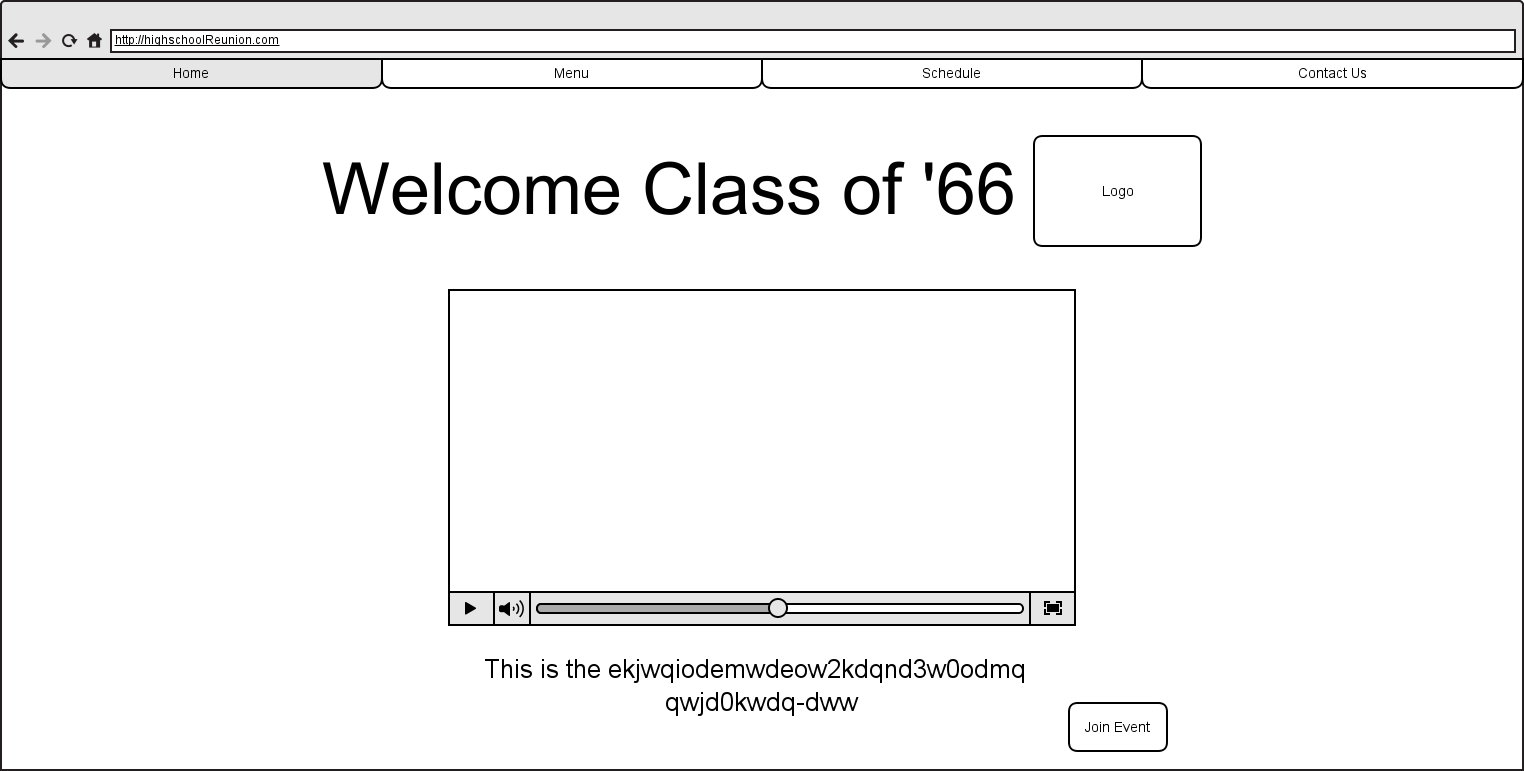 http://highschoolReunion.com
Home
Menu
Schedule
Contact Us
Welcome Class of '66
Logo
This is the ekjwqiodemwdeow2kdqnd3w0odmq
qwjd0kwdq-dww
Join Event